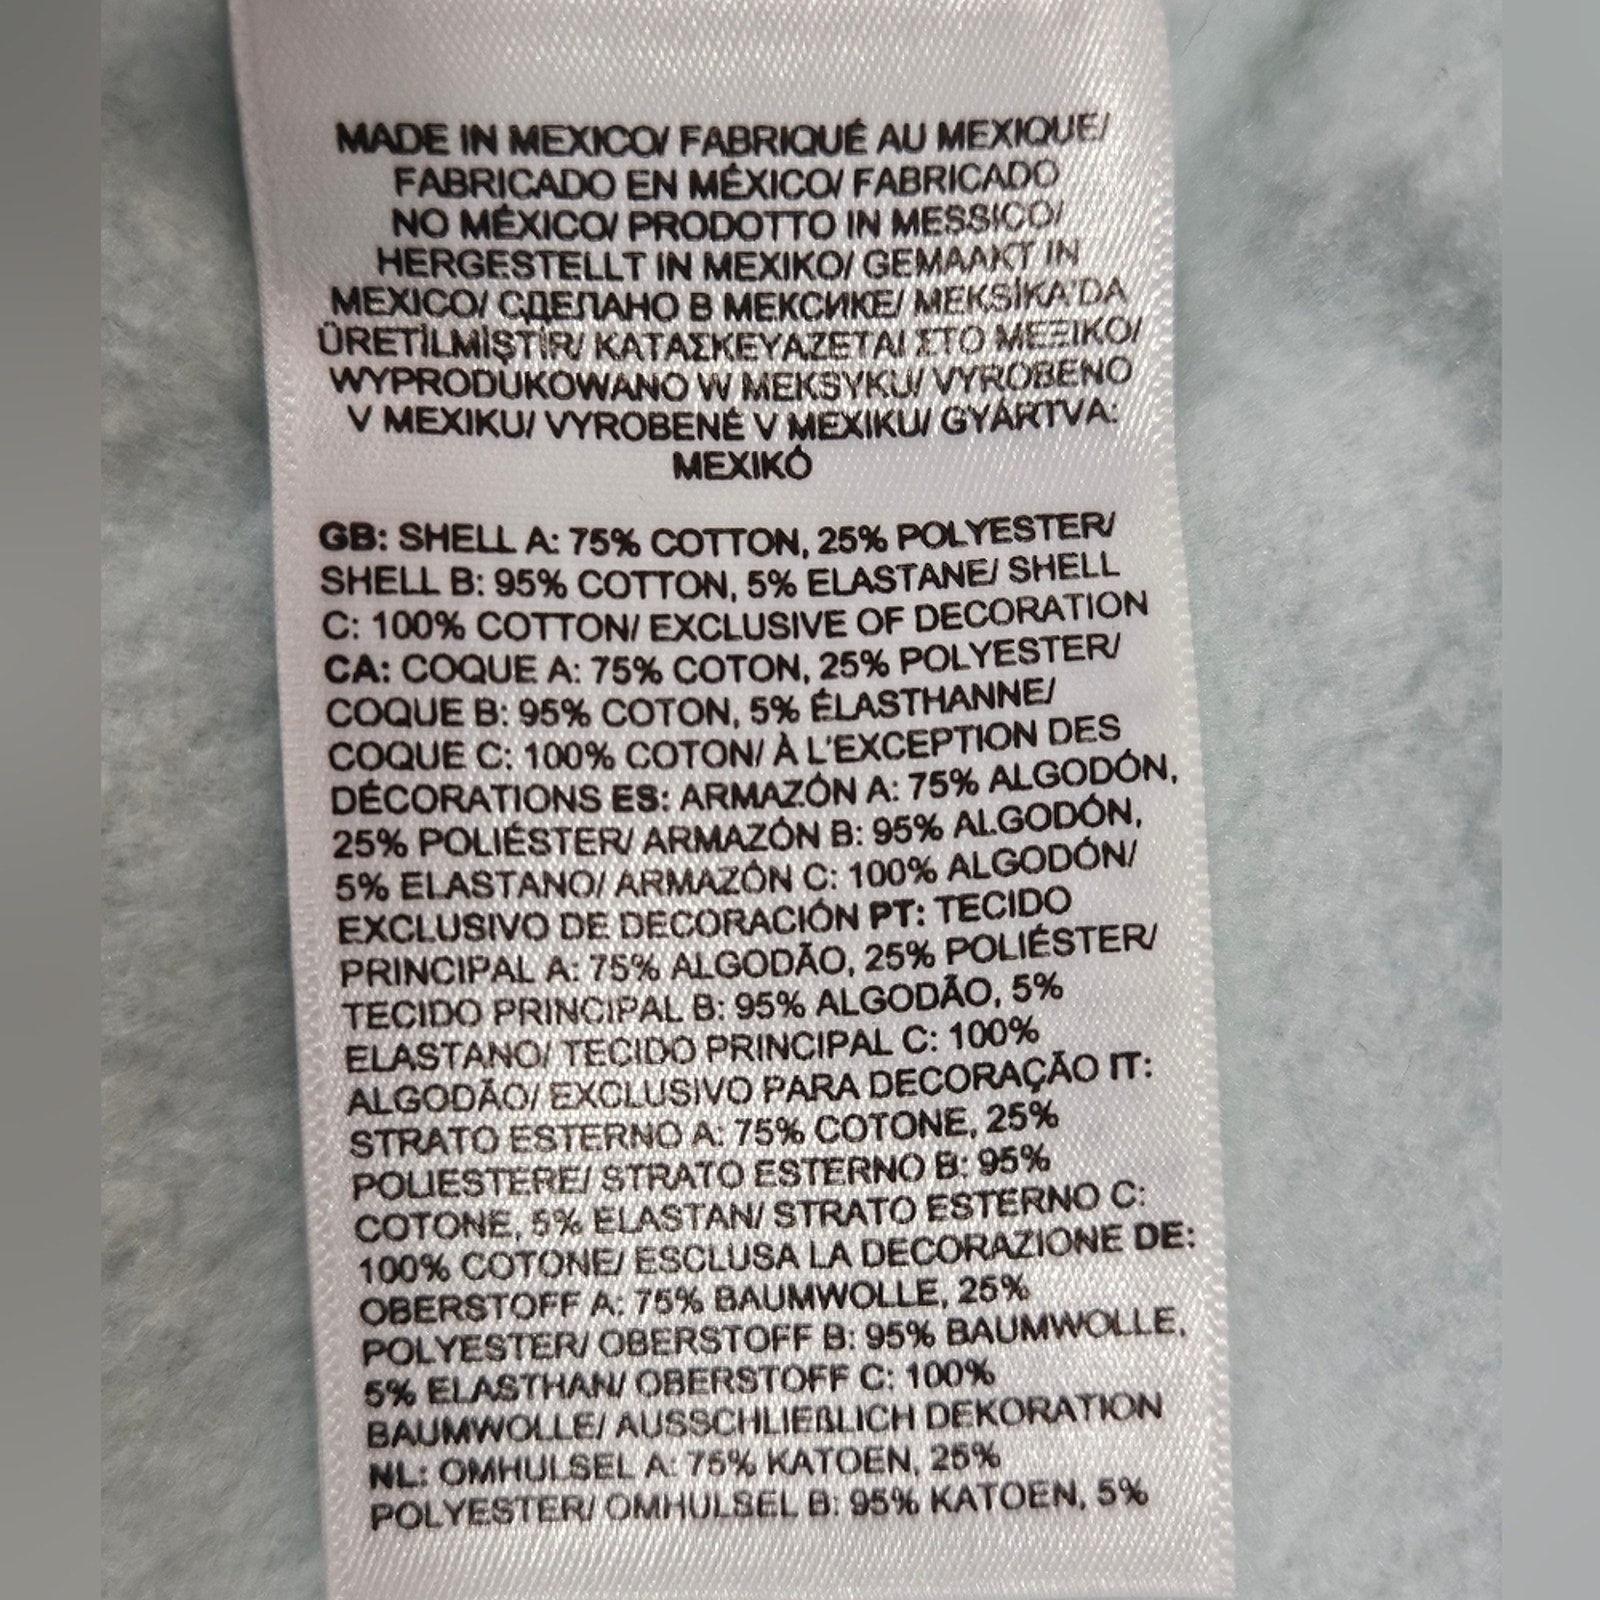 MADE IN MEXICO/ FABRIQUÉ AU MEXIQUE/
FABRICADO EN MÉXICO/ FABRICADO
NO MÉXICO/ PRODOTTO IN MESSICO/
HERGESTELLT IN MEXIKO/ GEMAAKT IN
MEXICO/ СДЕЛАНО В МЕКСИКЕ/ MEKSİKA'DA
ÜRETİLMİŞTİR/ ΚΑΤΑΣΚΕΥΑΖΕΤΑΙ ΣΤΟ ΜΕΞΙΚΟ/
WYPRODUKOWANO W MEKSYKU/ VYROBENO
V MEXIKU/ VYROBENÉ V MEXIKU/ GYÁRTVA:
MEXIKÓ
GB: SHELL A: 75% COTTON, 25% POLYESTER/
SHELL B: 95% COTTON, 5% ELASTANE/ SHELL
C: 100% COTTON/ EXCLUSIVE OF DECORATION
CA: COQUE A: 75% COTON, 25% POLYESTER/
COQUE B: 95% COTON, 5% ÉLASTHANNE/
COQUE C: 100% COTON/ À L'EXCEPTION DES
DÉCORATIONS ES: ARMAZÓN A: 75% ALGODÓN,
25% POLIÉSTER/ ARMAZÓN B: 95% ALGODÓN,
5% ELASTANO/ ARMAZÓN C: 100% ALGODÓN/
EXCLUSIVO DE DECORACIÓN PT: TECIDO
PRINCIPAL A: 75% ALGODÃO, 25% POLIÉSTER/
TECIDO PRINCIPAL B: 95% ALGODÃO, 5%
ELASTANO/ TECIDO PRINCIPAL C: 100%
ALGODÃO/ EXCLUSIVO PARA DECORAÇÃO IT:
STRATO ESTERNO A: 75% COTONE, 25%
POLIESTERE/ STRATO ESTERNO B: 95%
COTONE, 5% ELASTAN/ STRATO ESTERNO C:
100% COTONE/ ESCLUSA LA DECORAZIONE DE:
OBERSTOFF A: 75% BAUMWOLLE, 25%
POLYESTER/ OBERSTOFF B: 95% BAUMWOLLE,
5% ELASTHAN/ OBERSTOFF C: 100%
BAUMWOLLE/ AUSSCHLIEßLICH DEKORATION
NL: OMHULSEL A: 75% KATOEN, 25%
POLYESTER/ OMHULSEL B: 95% KATOEN, 5%